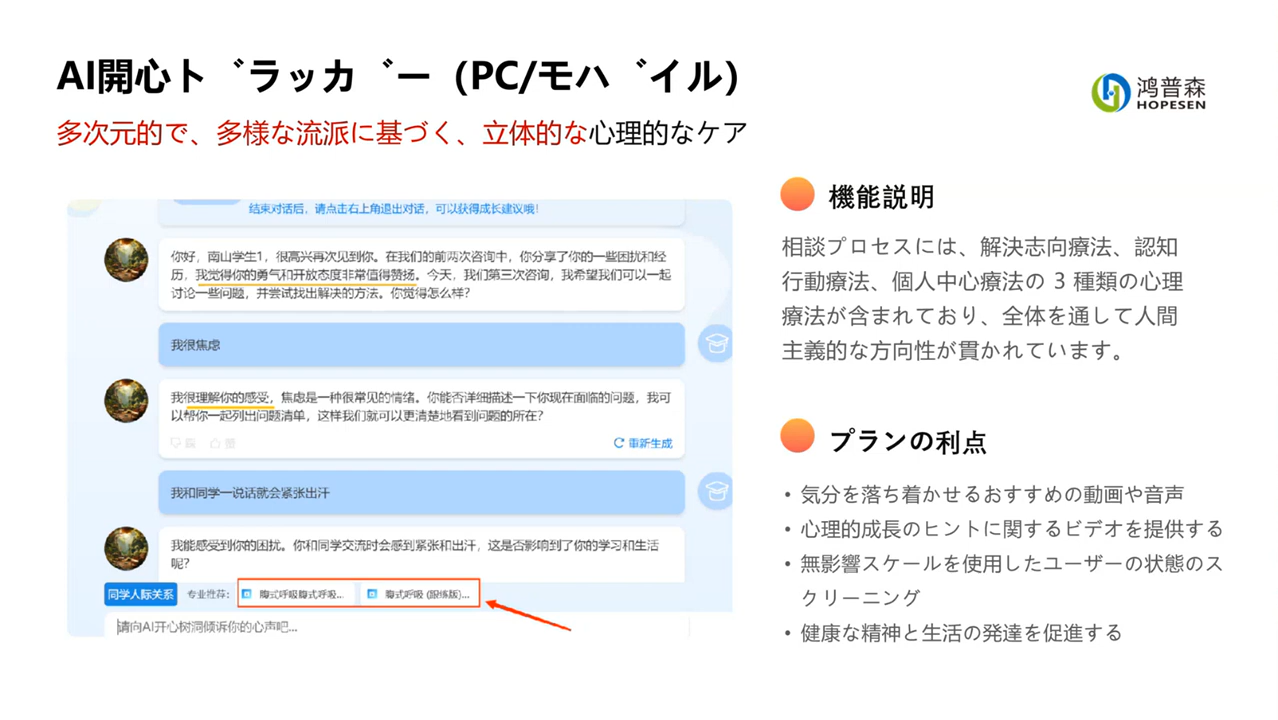 AI開心ト゛ラッカ゛ー（PC/モハ゛イル）
多次元的で、多様な流派に基づく、立体的な心理的なケア
鸿普森
HOPESEN
结束对话后，请点击右上角退出对话，可以获得成长建议哦！
你好，南山学生1，很高兴再次见到你。在我们的前两次咨询中，你分享了你的一些困扰和经
历，我觉得你的勇气和开放态度非常值得赞扬。今天，我们第三次咨询，我希望我们可以一起
讨论一些问题，并尝试找出解决的方法。你觉得怎么样？
我很焦虑
我很理解你的感受，焦虑是一种很常见的情绪。你能否详细描述一下你现在面临的问题，我可
以帮你一起列出问题清单，这样我们就可以更清楚地看到问题的所在？
重新生成
我和同学一说话就会紧张出汗
我能感受到你的困扰。你和同学交流时会感到紧张和出汗，这是否影响到了你的学习和生活
呢？
同学人际关系 专业推荐： 腹式呼吸腹式呼吸... 腹式呼吸 (跟练版)...
请向AI开心树洞倾诉你的心声吧...
機能説明
相談プロセスには、解決志向療法、認知
行動療法、個人中心療法の 3 種類の心理
療法が含まれており、全体を通して人間
主義的な方向性が貫かれています。
プランの利点
• 気分を落ち着かせるおすすめの動画や音声
• 心理的成長のヒントに関するビデオを提供する
• 無影響スケールを使用したユーザーの状態のス
クリーニング
• 健康な精神と生活の発達を促進する